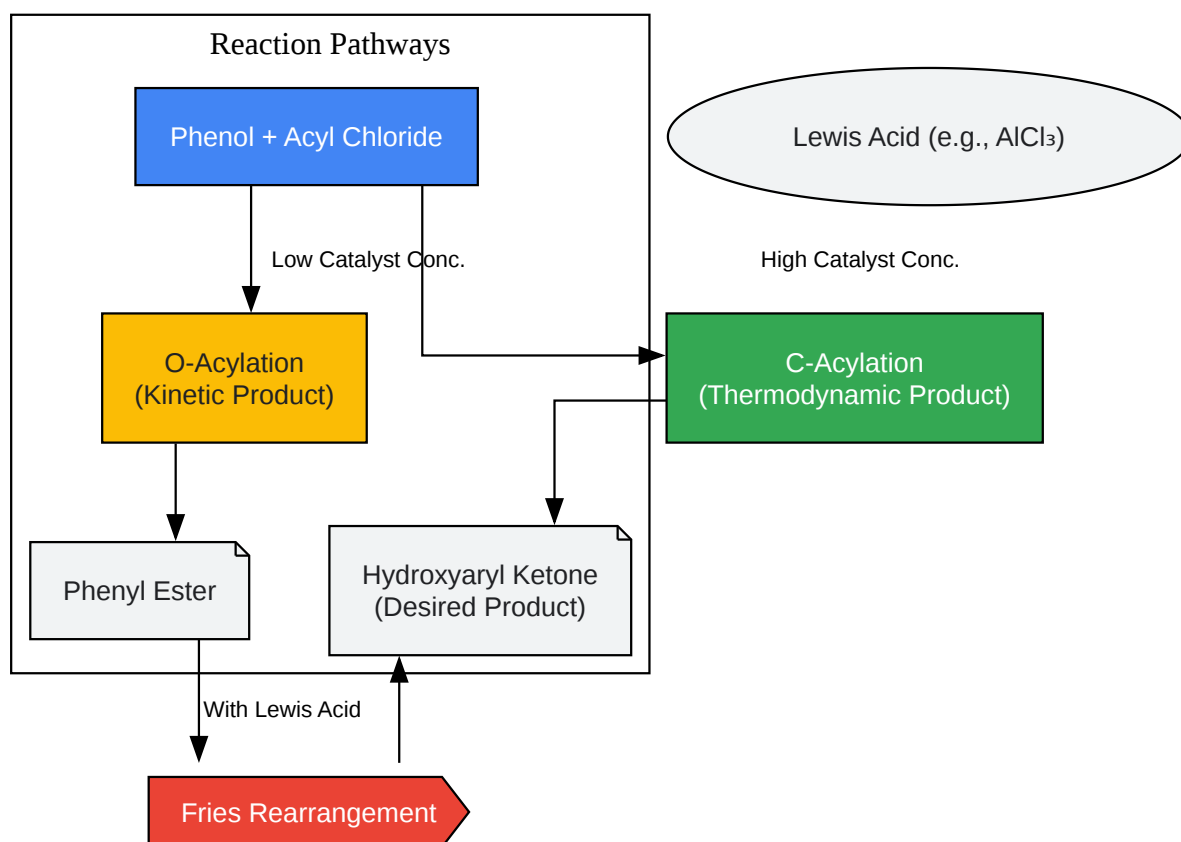 Reaction Pathways
Phenol + Acyl Chloride
Lewis Acid (e.g., AlCl₃)
Low Catalyst Conc.
High Catalyst Conc.
O-Acylation
(Kinetic Product)
C-Acylation
(Thermodynamic Product)
Phenyl Ester
Hydroxyaryl Ketone
(Desired Product)
With Lewis Acid
Fries Rearrangement